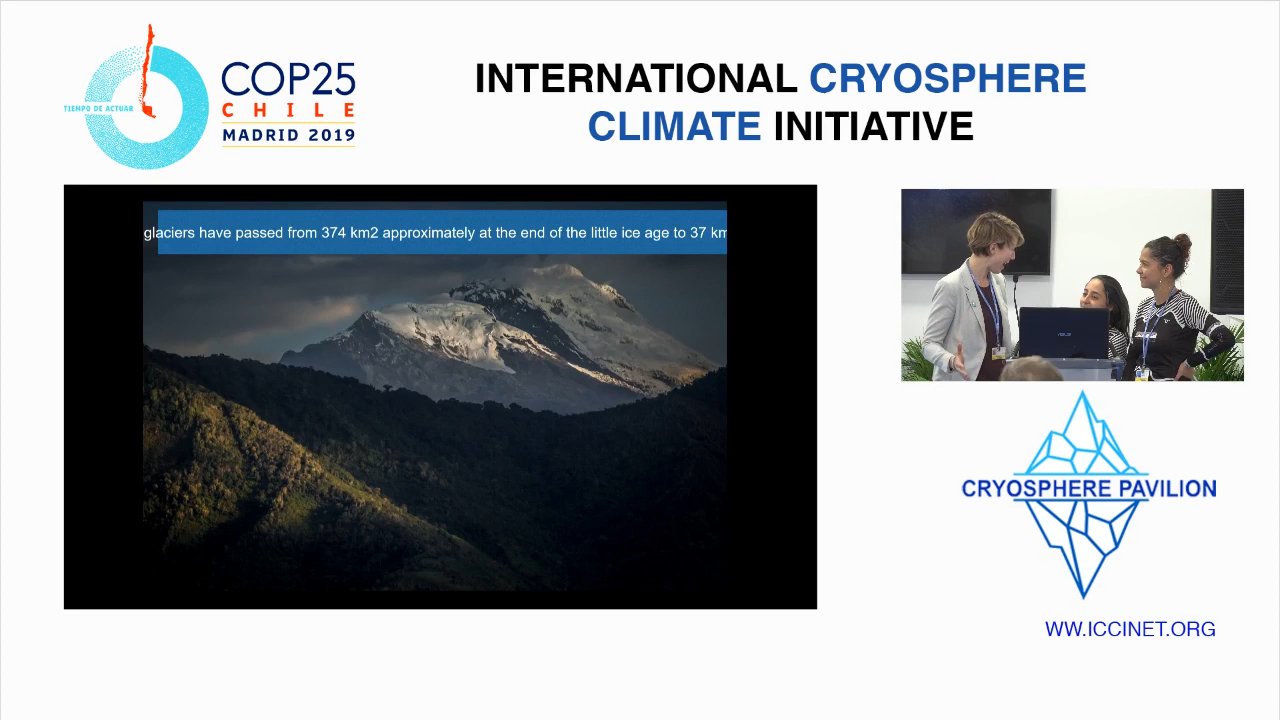 TIEMPO DE ACTUAR
COP25
CHILE
MADRID 2019
INTERNATIONAL CRYOSPHERE
CLIMATE INITIATIVE
glaciers have passed from 374 km2 approximately at the end of the little ice age to 37 km
ASUS
CRYOSPHERE PAVILION
WW.ICCINET.ORG